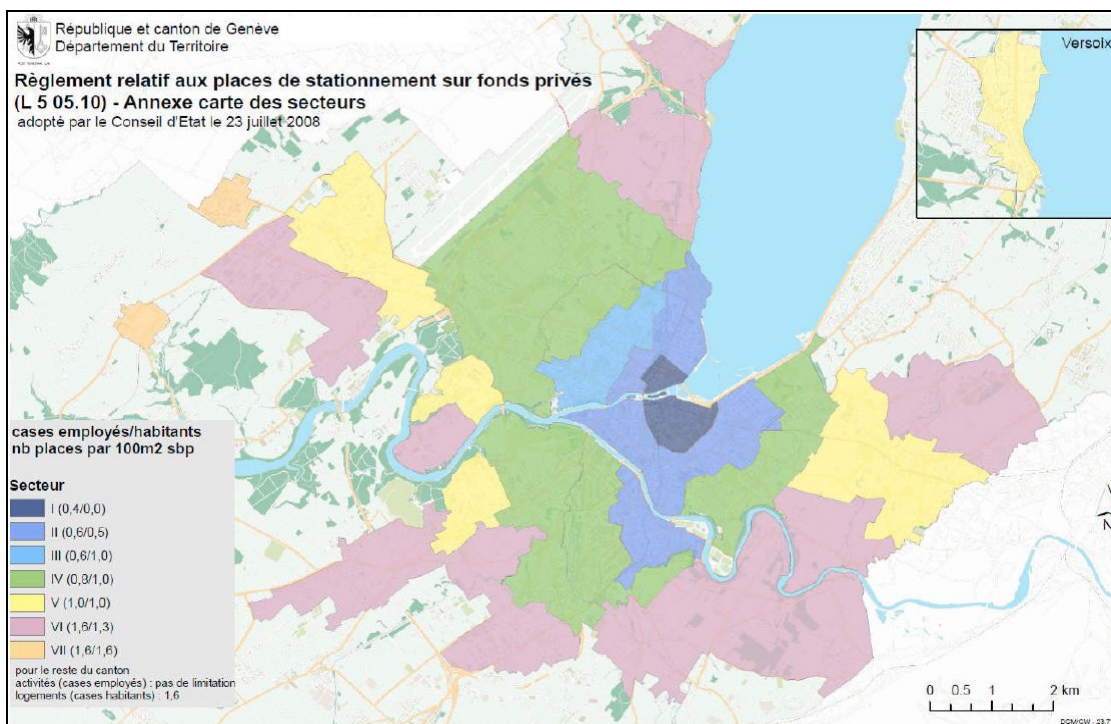 République et canton de Genève
Département du Territoire
Règlement relatif aux places de stationnement sur fonds privés
(L 5 05.10) - Annexe carte des secteurs
adopté par le Conseil d'Etat le 23 juillet 2008
Versoix
cases employés/habitants
nb places par 100m2 sbp
Secteur
I (0,4/0,0)
II (0,6/0,5)
III (0,6/1,0)
IV (0,8/1,0)
V (1,0/1,0)
VI (1,6/1,3)
VII (1,6/1,6)
pour le reste du canton
activités (cases employés) : pas de limitation
logements (cases habitants) : 1,6
N
0 0.5 1 2 km